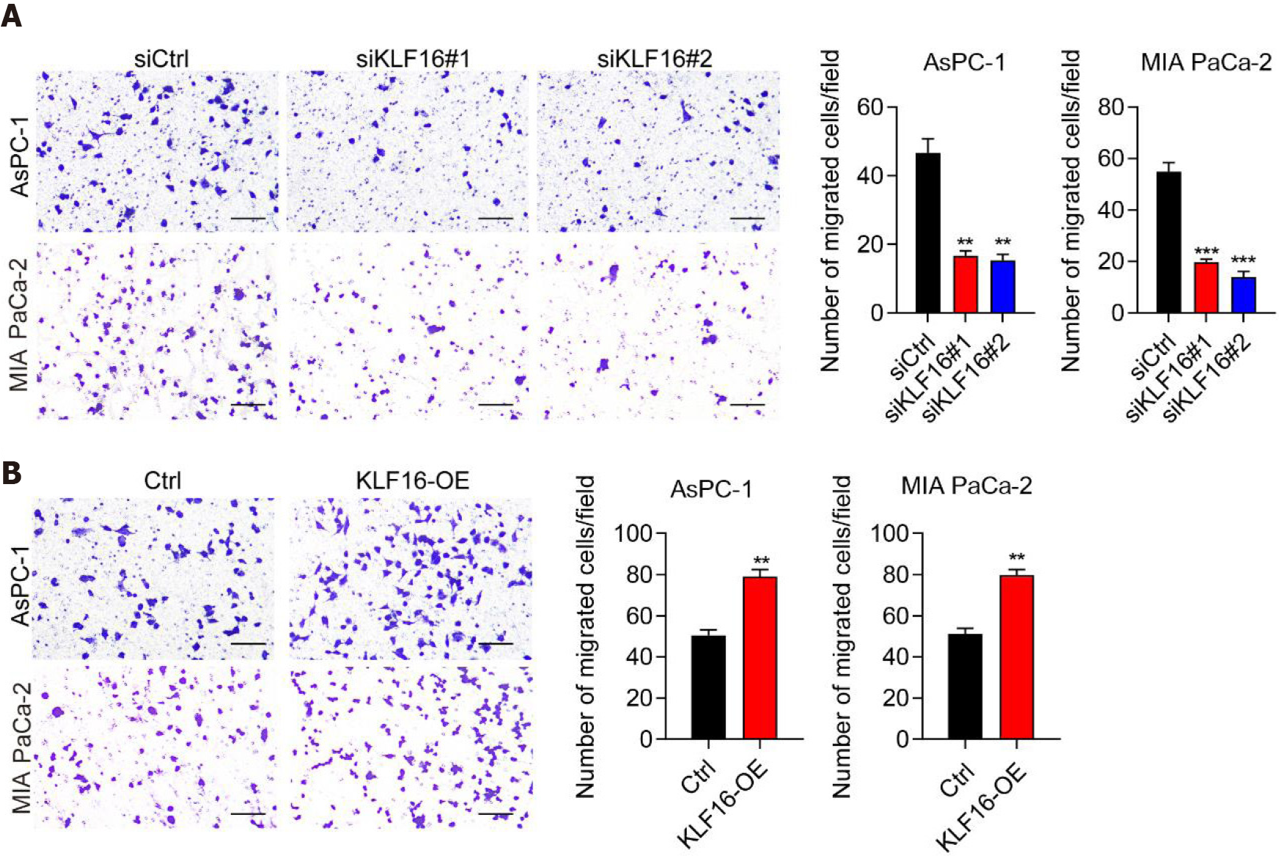 A
siCtrl
siKLF16#1
siKLF16#2
AsPC-1
MIA PaCa-2
AsPC-1
Number of migrated cells/field
60
40
20
0
**
**
siCtrl
siKLF16#1
siKLF16#2
MIA PaCa-2
Number of migrated cells/field
80
60
40
20
0
***
***
siCtrl
siKLF16#1
siKLF16#2
B
Ctrl
KLF16-OE
AsPC-1
MIA PaCa-2
AsPC-1
Number of migrated cells/field
100
80
60
40
20
0
**
Ctrl
KLF16-OE
MIA PaCa-2
Number of migrated cells/field
100
80
60
40
20
0
**
Ctrl
KLF16-OE